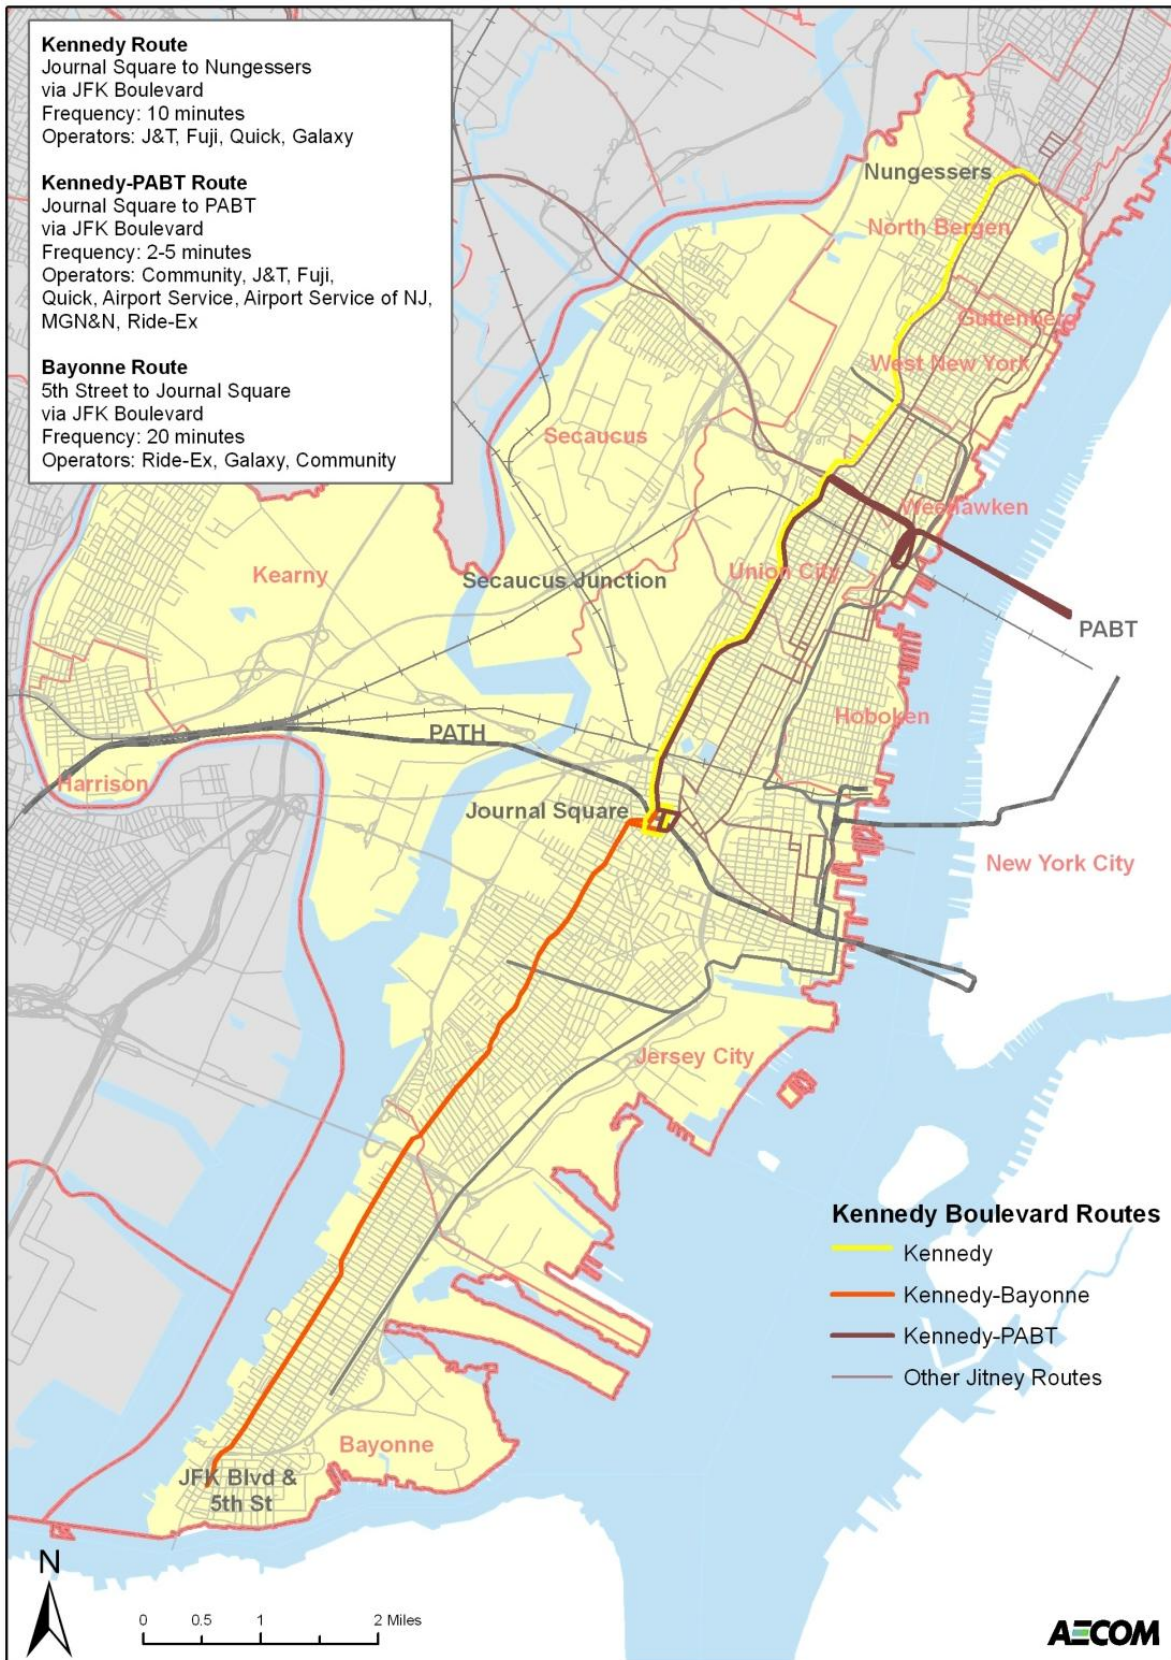 Kennedy Route
Journal Square to Nungessers
via JFK Boulevard
Frequency: 10 minutes
Operators: J&T, Fuji, Quick, Galaxy
Kennedy-PABT Route
Journal Square to PABT
via JFK Boulevard
Frequency: 2-5 minutes
Operators: Community, J&T, Fuji,
Quick, Airport Service, Airport Service of NJ,
MGN&N, Ride-Ex
Bayonne Route
5th Street to Journal Square
via JFK Boulevard
Frequency: 20 minutes
Operators: Ride-Ex, Galaxy, Community
Nungessers
North Bergen
Guttenberg
West New York
Secaucus
Weehawken
Kearny
Secaucus Junction
Union City
PABT
Hoboken
PATH
Harrison
Journal Square
New York City
Jersey City
Kennedy Boulevard Routes
Kennedy
Kennedy-Bayonne
Kennedy-PABT
Other Jitney Routes
Bayonne
JFK Blvd &
5th St
N
0 0.5 1 2 Miles
AECOM